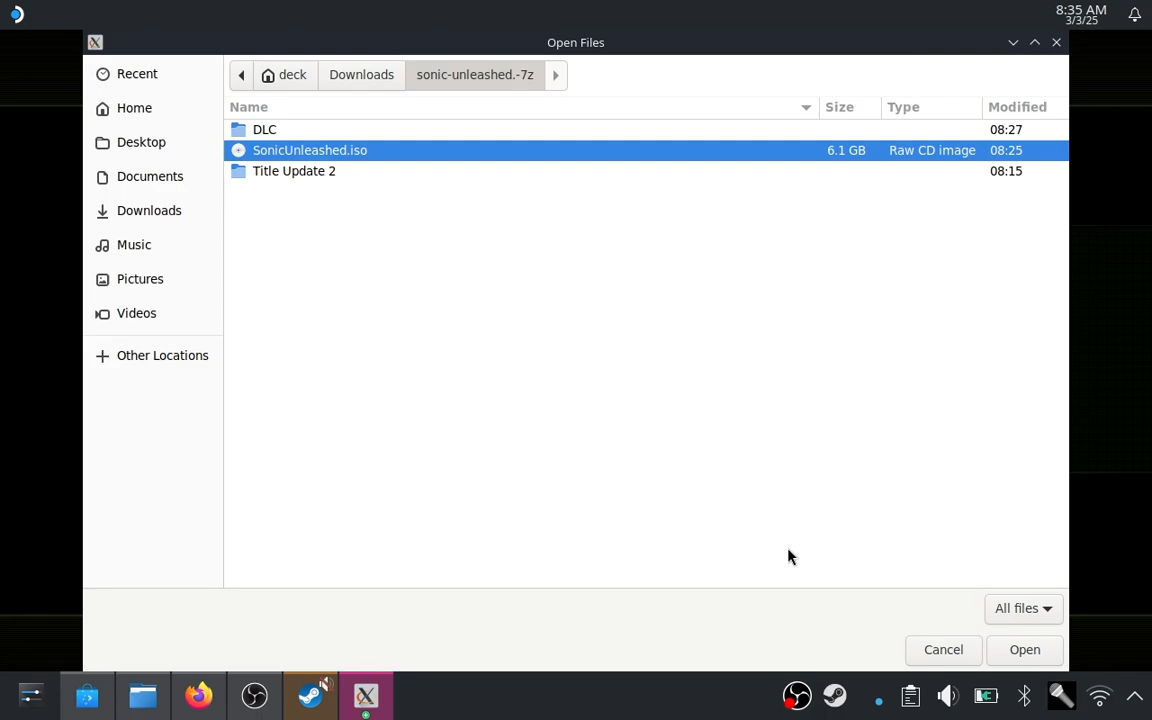 8:35 AM
3/3/25
Open Files
Recent
Home
Desktop
Documents
Downloads
Music
Pictures
Videos
Other Locations
deck Downloads sonic-unleashed.-7z
Name Size Type Modified
DLC 08:27
SonicUnleashed.iso 6.1 GB Raw CD image 08:25
Title Update 2 08:15
All files
Cancel Open